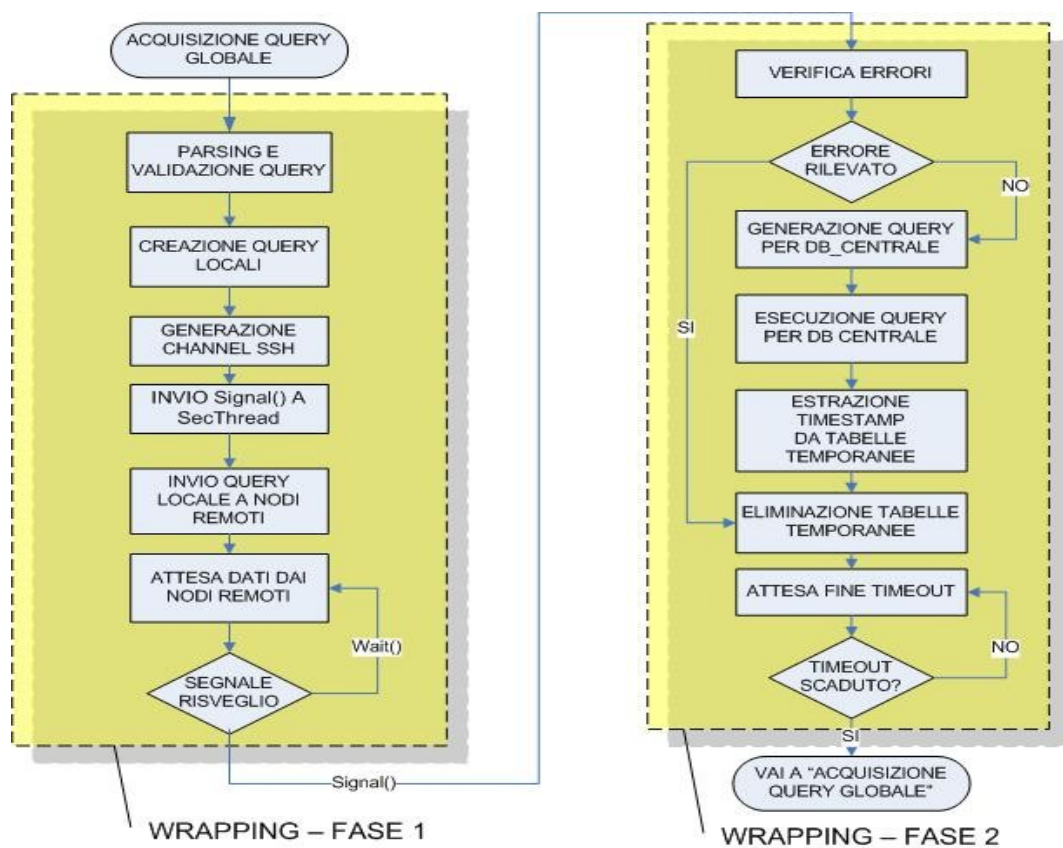 ACQUISIZIONE QUERY
GLOBALE
PARSING E
VALIDAZIONE QUERY
CREAZIONE QUERY
LOCALI
GENERAZIONE
CHANNEL SSH
INVIO Signal() A
SecThread
INVIO QUERY
LOCALE A NODI
REMOTI
ATTESA DATI DAI
NODI REMOTI
Wait()
SEGNALE
RISVEGLIO
Signal()
WRAPPING – FASE 1
VERIFICA ERRORI
ERRORE
RILEVATO
NO
GENERAZIONE QUERY
PER DB_CENTRALE
SI
ESECUZIONE QUERY
PER DB CENTRALE
ESTRAZIONE
TIMESTAMP
DA TABELLE
TEMPORANEE
ELIMINAZIONE TABELLE
TEMPORANEE
ATTESA FINE TIMEOUT
NO
TIMEOUT
SCADUTO?
SI
VAI A “ACQUISIZIONE
QUERY GLOBALE”
WRAPPING – FASE 2